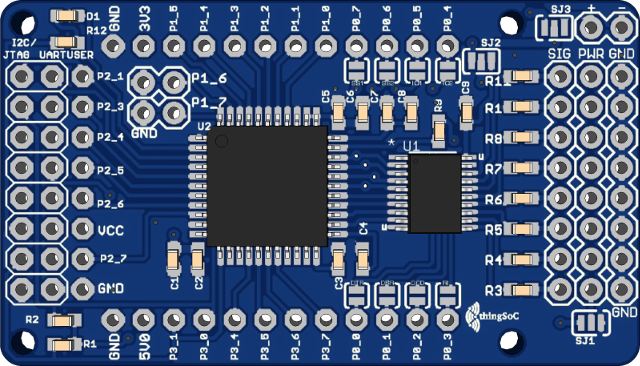 D1
R12
GND
3V3
P1_5
P1_4
P1_3
P1_2
P1_1
P1_0
P0_7
P0_6
P0_5
P0_4
SJ3
+
-
SJ2
I2C/
JTAG
UART
USER
SIG
PWR
GND
P2_1
P2_3
P2_4
P2_5
P2_6
VCC
P2_7
GND
P1_6
P1_7
GND
U2
C5
C6
C7
C8
C9
* U1
R1
R8
R7
R6
R5
R4
R3
C1
C2
C3
C4
R2
R1
GND
5V0
P3_1
P3_0
P3_4
P3_5
P3_6
P3_7
P0_0
P0_1
P0_2
P0_3
thingSoC
GND
SJ1